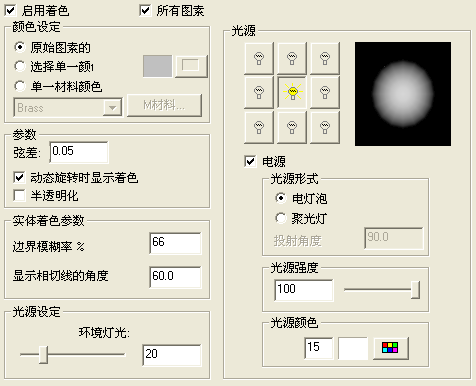 启用着色
所有图素
颜色设定
原始图素的
选择单一颜
单一材料颜色
Brass
M材料...
参数
弦差: 0.05
动态旋转时显示着色
半透明化
实体着色参数
边界模糊率 % 66
显示相切线的角度 60.0
光源设定
环境灯光:
20
光源
电源
光源形式
电灯泡
聚光灯
投射角度 90.0
光源强度
100
光源颜色
15